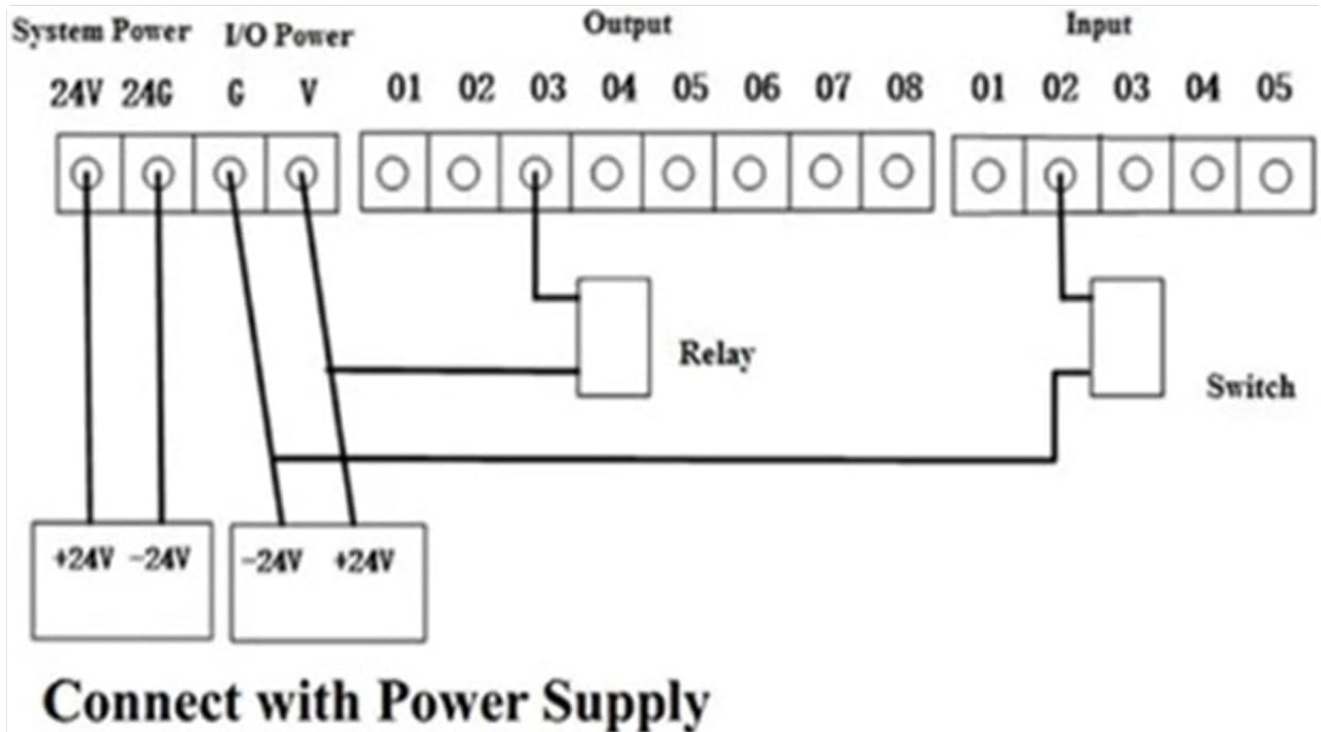 System Power I/O Power Output Input
24V 24G G V 01 02 03 04 05 06 07 08 01 02 03 04 05
Relay
Switch
+24V -24V -24V +24V
Connect with Power Supply